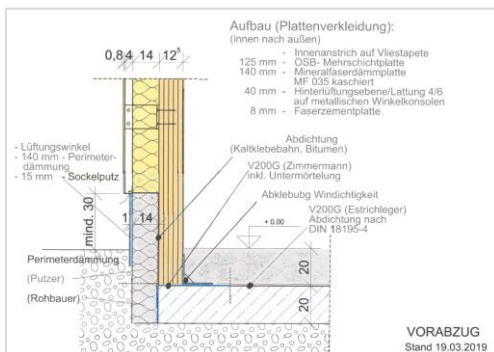 Aufbau (Plattenverkleidung):
(innen nach außen)
- Innenanstrich auf Vliestapete
125 mm - OSB- Mehrschichtplatte
140 mm - Mineralfaserdämmplatte
MF 035 kaschiert
40 mm - Hinterlüftungsebene/Lattung 4/6
auf metallischen Winkelkonsolen
8 mm - Faserzementplatte
0,8 4 14 12⁵
- Lüftungswinkel
- 140 mm - Perimeter-
dämmung
- 15 mm - Sockelputz
Abdichtung
(Kaltklebebahn, Bitumen)
V200G (Zimmermann)
inkl. Untermörtelung
Abklebubg Windichtigkeit
V200G (Estrichleger)
Abdichtung nach
DIN 18195-4
mind. 30
1 14
+ 0.00
Perimeterdämmung
(Putzer)
(Rohbauer)
20
20
VORABZUG
Stand 19.03.2019